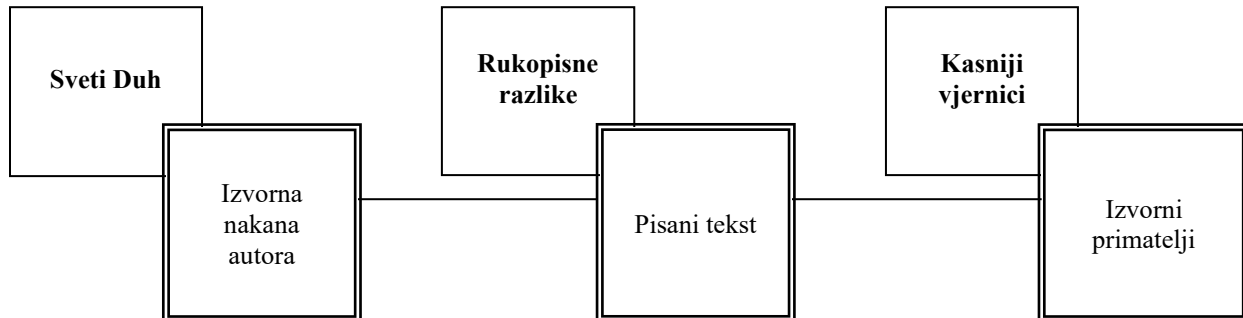 Sveti Duh
Rukopisne
razlike
Kasniji
vjernici
Izvorna
nakana
autora
Pisani tekst
Izvorni
primatelji